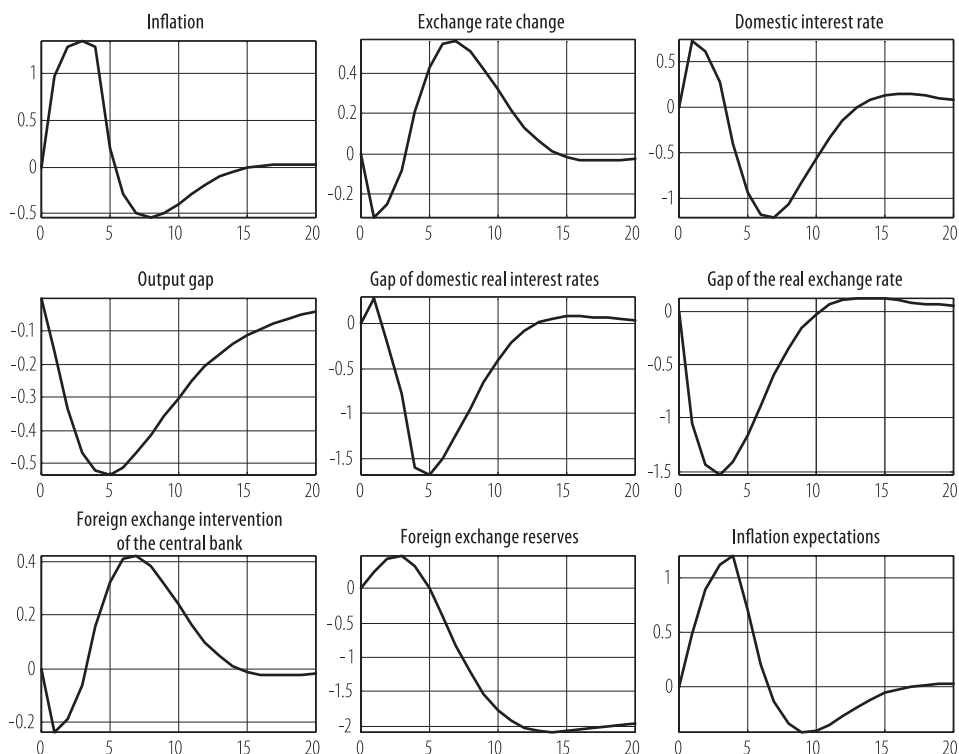 Inflation
1
0.5
0
-0.5
0 5 10 15 20
Exchange rate change
0.4
0.2
0
-0.2
0 5 10 15 20
Domestic interest rate
0.5
0
-0.5
-1
0 5 10 15 20
Output gap
-0.1
-0.2
-0.3
-0.4
-0.5
0 5 10 15 20
Gap of domestic real interest rates
0
-0.5
-1
-1.5
0 5 10 15 20
Gap of the real exchange rate
0
-0.5
-1
-1.5
0 5 10 15 20
Foreign exchange intervention
of the central bank
0.4
0.2
0
-0.2
0 5 10 15 20
Foreign exchange reserves
0
-0.5
-1
-1.5
-2
0 5 10 15 20
Inflation expectations
1
0.5
0
0 5 10 15 20